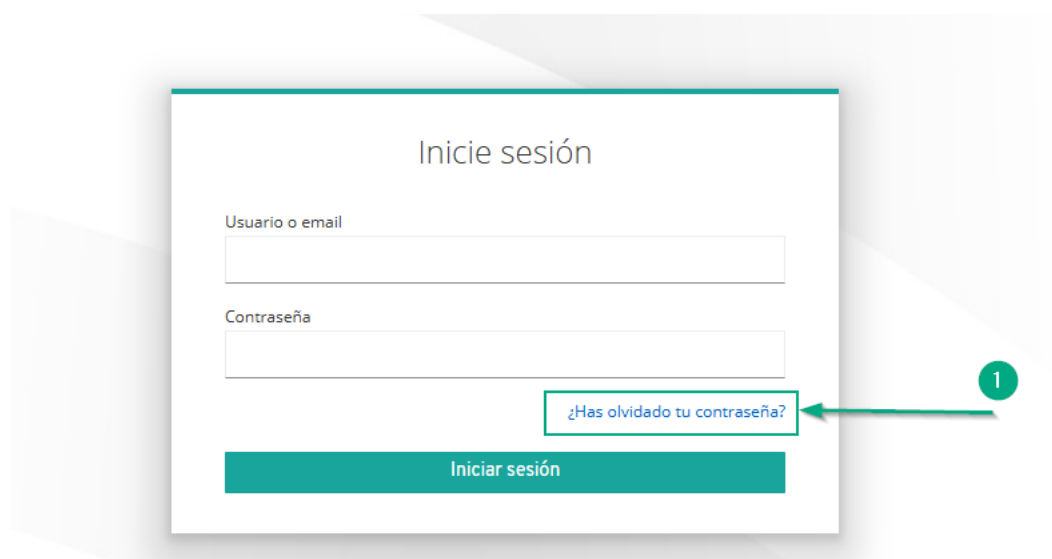 Inicie sesión
Usuario o email
Contraseña
¿Has olvidado tu contraseña?
1
Iniciar sesión